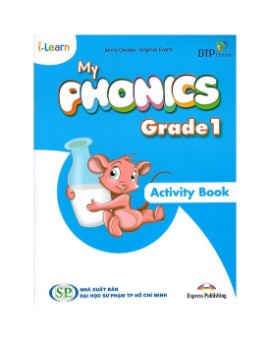 i-Learn
Jenny Dooley - Virginia Evans
DTP Online
My
PHONICS
Grade 1
Activity Book
SP
NHÀ XUẤT BẢN
ĐẠI HỌC SƯ PHẠM TP HỒ CHÍ MINH
Express Publishing